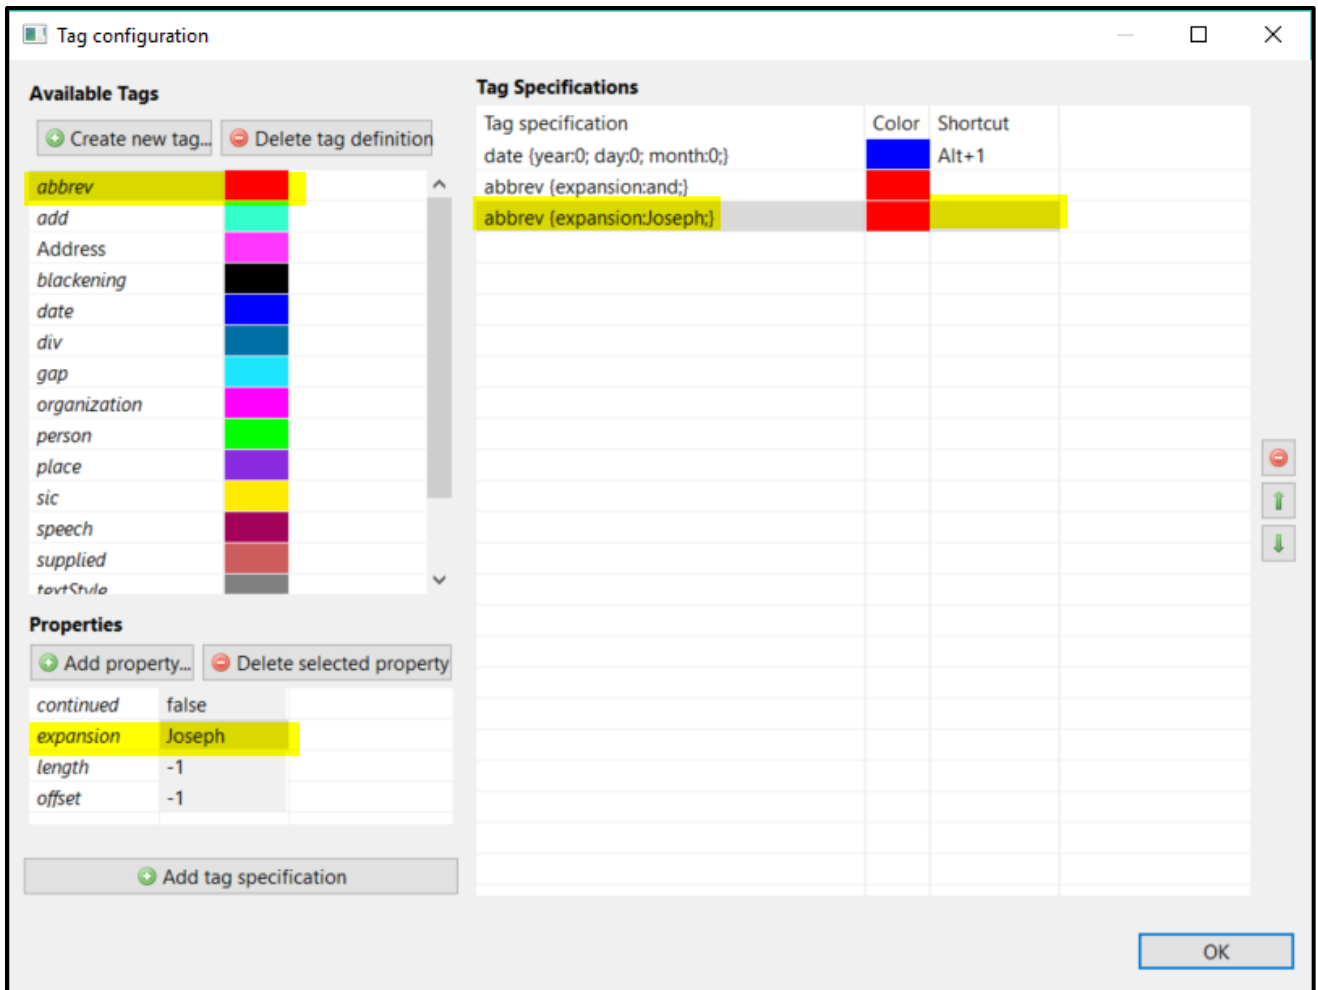 Tag configuration
Available Tags
Create new tag...
Delete tag definition
abbrev
add
Address
blackening
date
div
gap
organization
person
place
sic
speech
supplied
textStyle
Properties
Add property...
Delete selected property
continued false
expansion Joseph
length -1
offset -1
Add tag specification
Tag Specifications
Tag specification Color Shortcut
date {year:0; day:0; month:0;} Alt+1
abbrev {expansion:and;}
abbrev {expansion:Joseph;}
OK